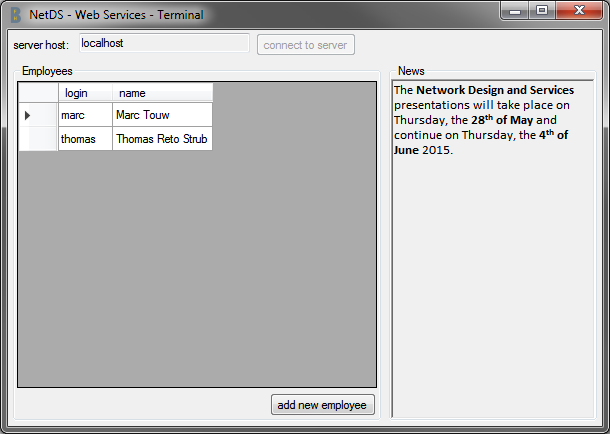 NetDS - Web Services - Terminal
server host: localhost connect to server
Employees
login name
marc Marc Touw
thomas Thomas Reto Strub
add new employee
News
The Network Design and Services
presentations will take place on
Thursday, the 28th of May and
continue on Thursday, the 4th of
June 2015.